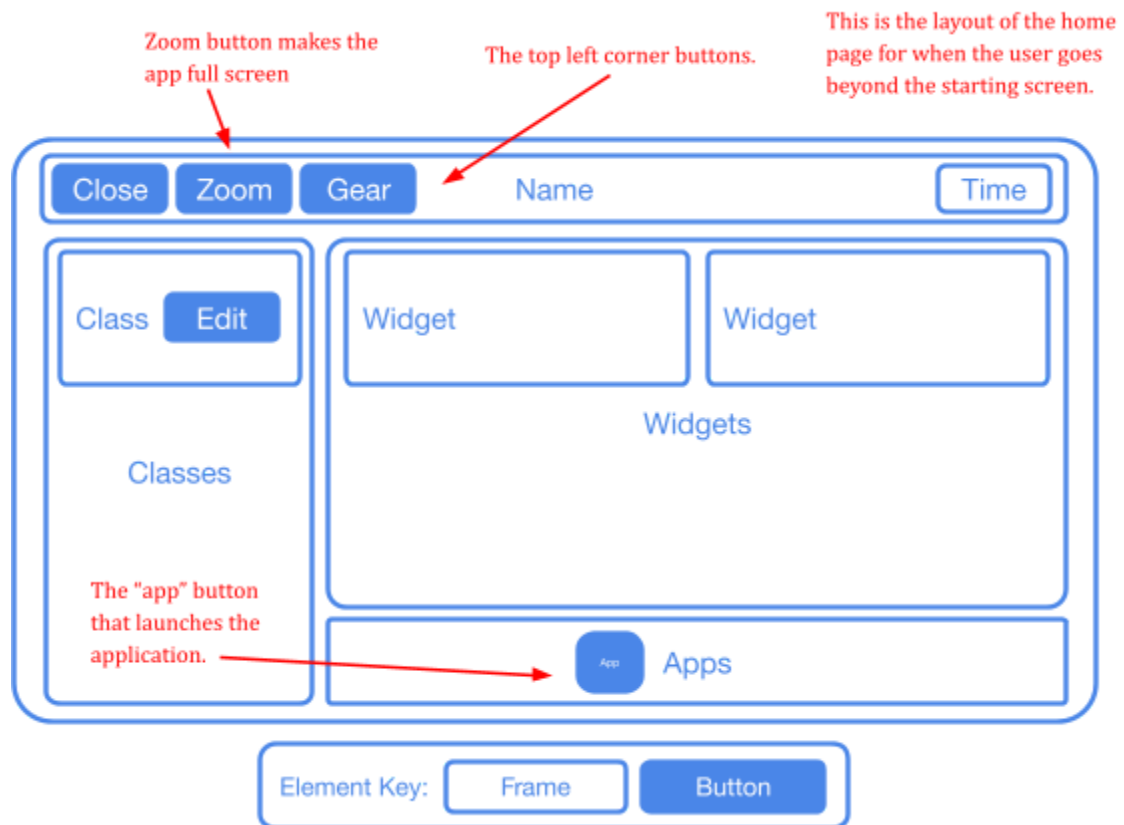 Zoom button makes the
app full screen
The top left corner buttons.
This is the layout of the home
page for when the user goes
beyond the starting screen.
Close
Zoom
Gear
Name
Time
Class
Edit
Widget
Widget
Widgets
Classes
The "app" button
that launches the
application.
App
Apps
Element Key:
Frame
Button